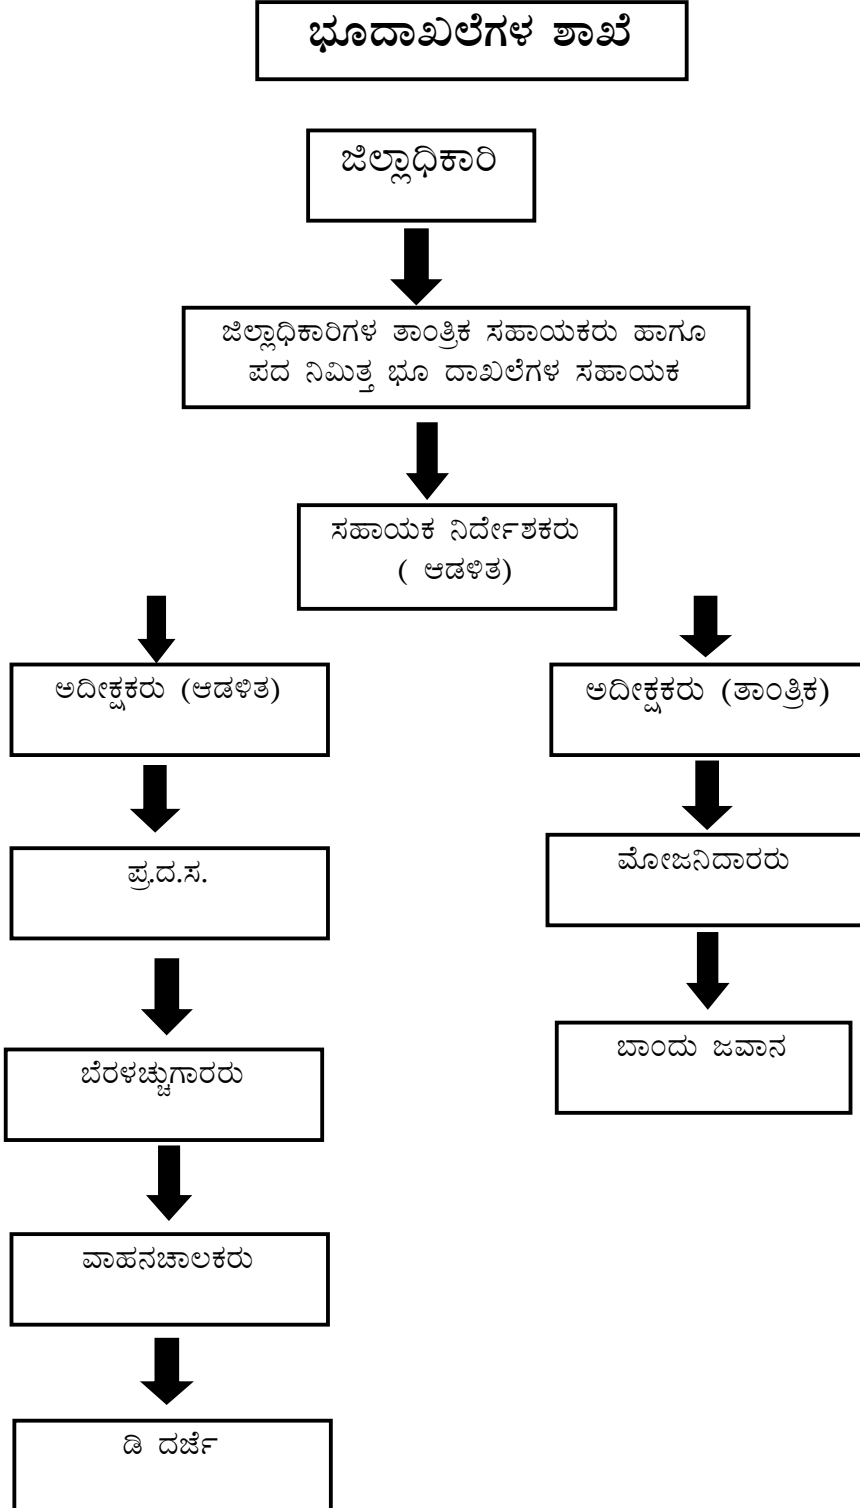 ಭೂದಾಖಲೆಗಳ ಶಾಖೆ
ಜಿಲ್ಲಾಧಿಕಾರಿ
ಜಿಲ್ಲಾಧಿಕಾರಿಗಳ ತಾಂತ್ರಿಕ ಸಹಾಯಕರು ಹಾಗೂ
ಪದ ನಿಮಿತ್ತ ಭೂ ದಾಖಲೆಗಳ ಸಹಾಯಕ
ಸಹಾಯಕ ನಿರ್ದೇಶಕರು
( ಆಡಳಿತ)
ಅದೀಕ್ಷಕರು (ಆಡಳಿತ)
ಪ್ರ.ದ.ಸ.
ಬೆರಳಚ್ಚುಗಾರರು
ವಾಹನಚಾಲಕರು
ಡಿ ದರ್ಜೆ
ಅದೀಕ್ಷಕರು (ತಾಂತ್ರಿಕ)
ಮೋಜನಿದಾರರು
ಬಾಂದು ಜವಾನ